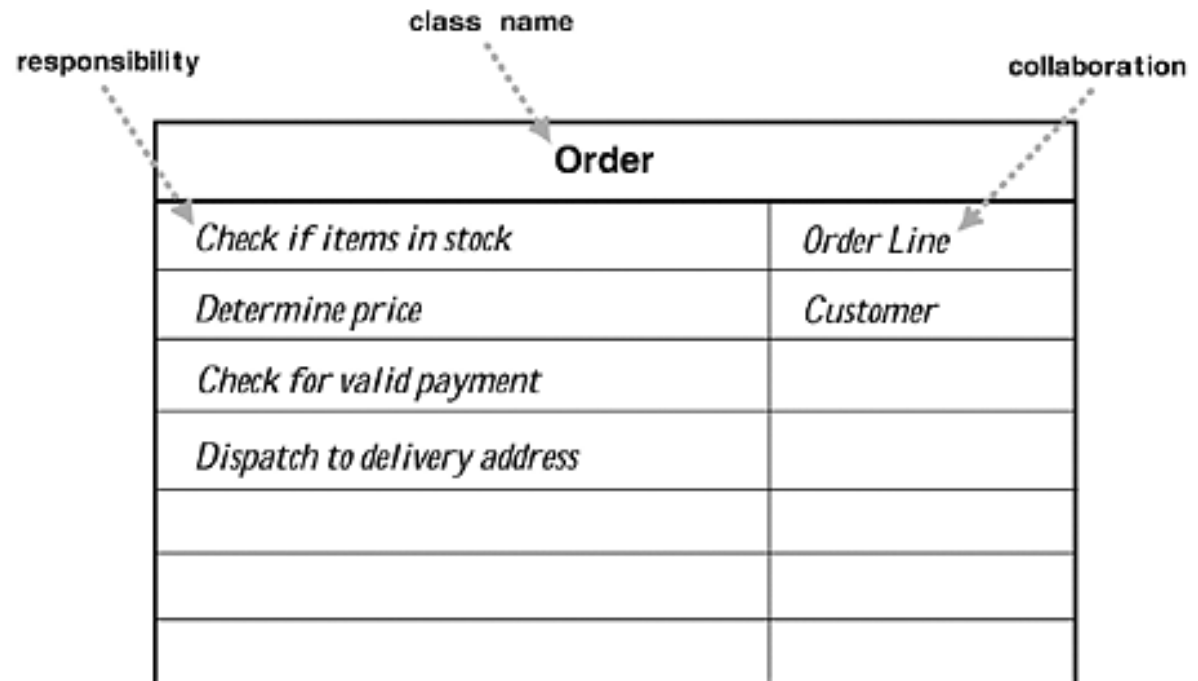 class name
responsibility
collaboration
Order
Check if items in stock
Order Line
Determine price
Customer
Check for valid payment
Dispatch to delivery address